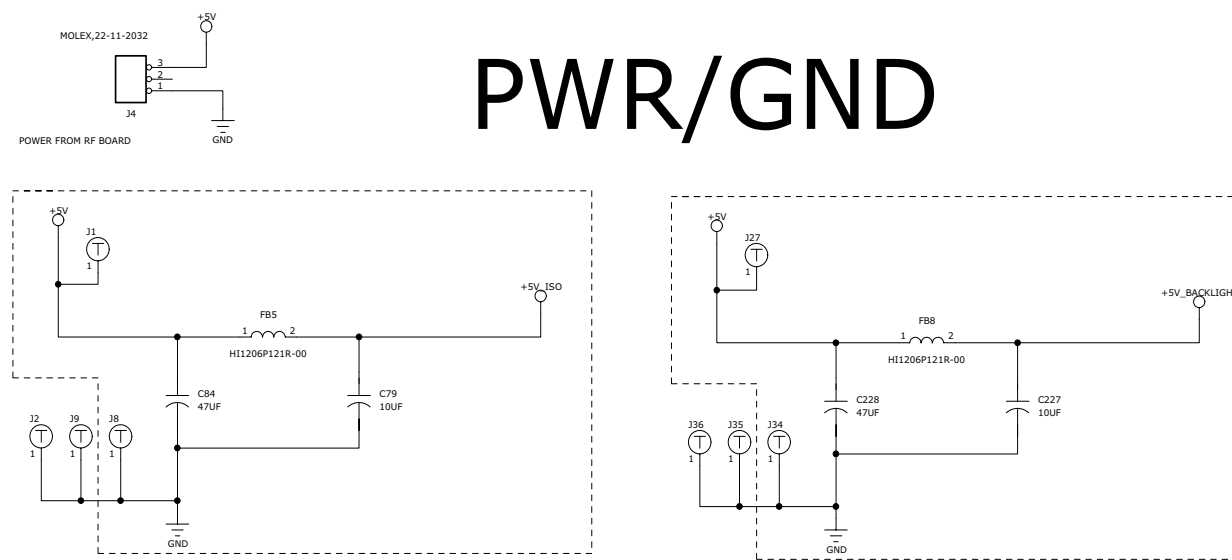 +5V
MOLEX,22-11-2032
3
2
1
J4
GND
POWER FROM RF BOARD
PWR/GND
+5V
J1
1
+5V_ISO
FB5
1 2
HI1206P121R-00
C84
47UF
C79
10UF
J2 J9 J8
1 1 1
GND
+5V
J27
1
+5V_BACKLIGH
FB8
1 2
HI1206P121R-00
C228
47UF
C227
10UF
J36 J35 J34
1 1 1
GND